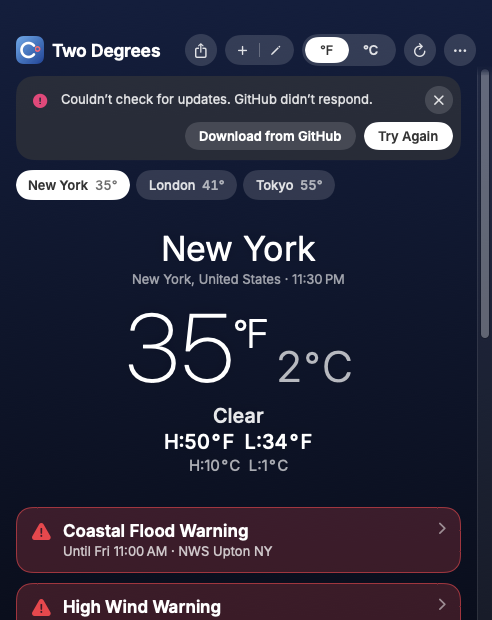 Two Degrees
°F
°C
Couldn’t check for updates. GitHub didn’t respond.
Download from GitHub
Try Again
New York 35°
London 41°
Tokyo 55°
New York
New York, United States · 11:30 PM
35°F 2°C
Clear
H:50°F L:34°F
H:10°C L:1°C
Coastal Flood Warning
Until Fri 11:00 AM · NWS Upton NY
High Wind Warning